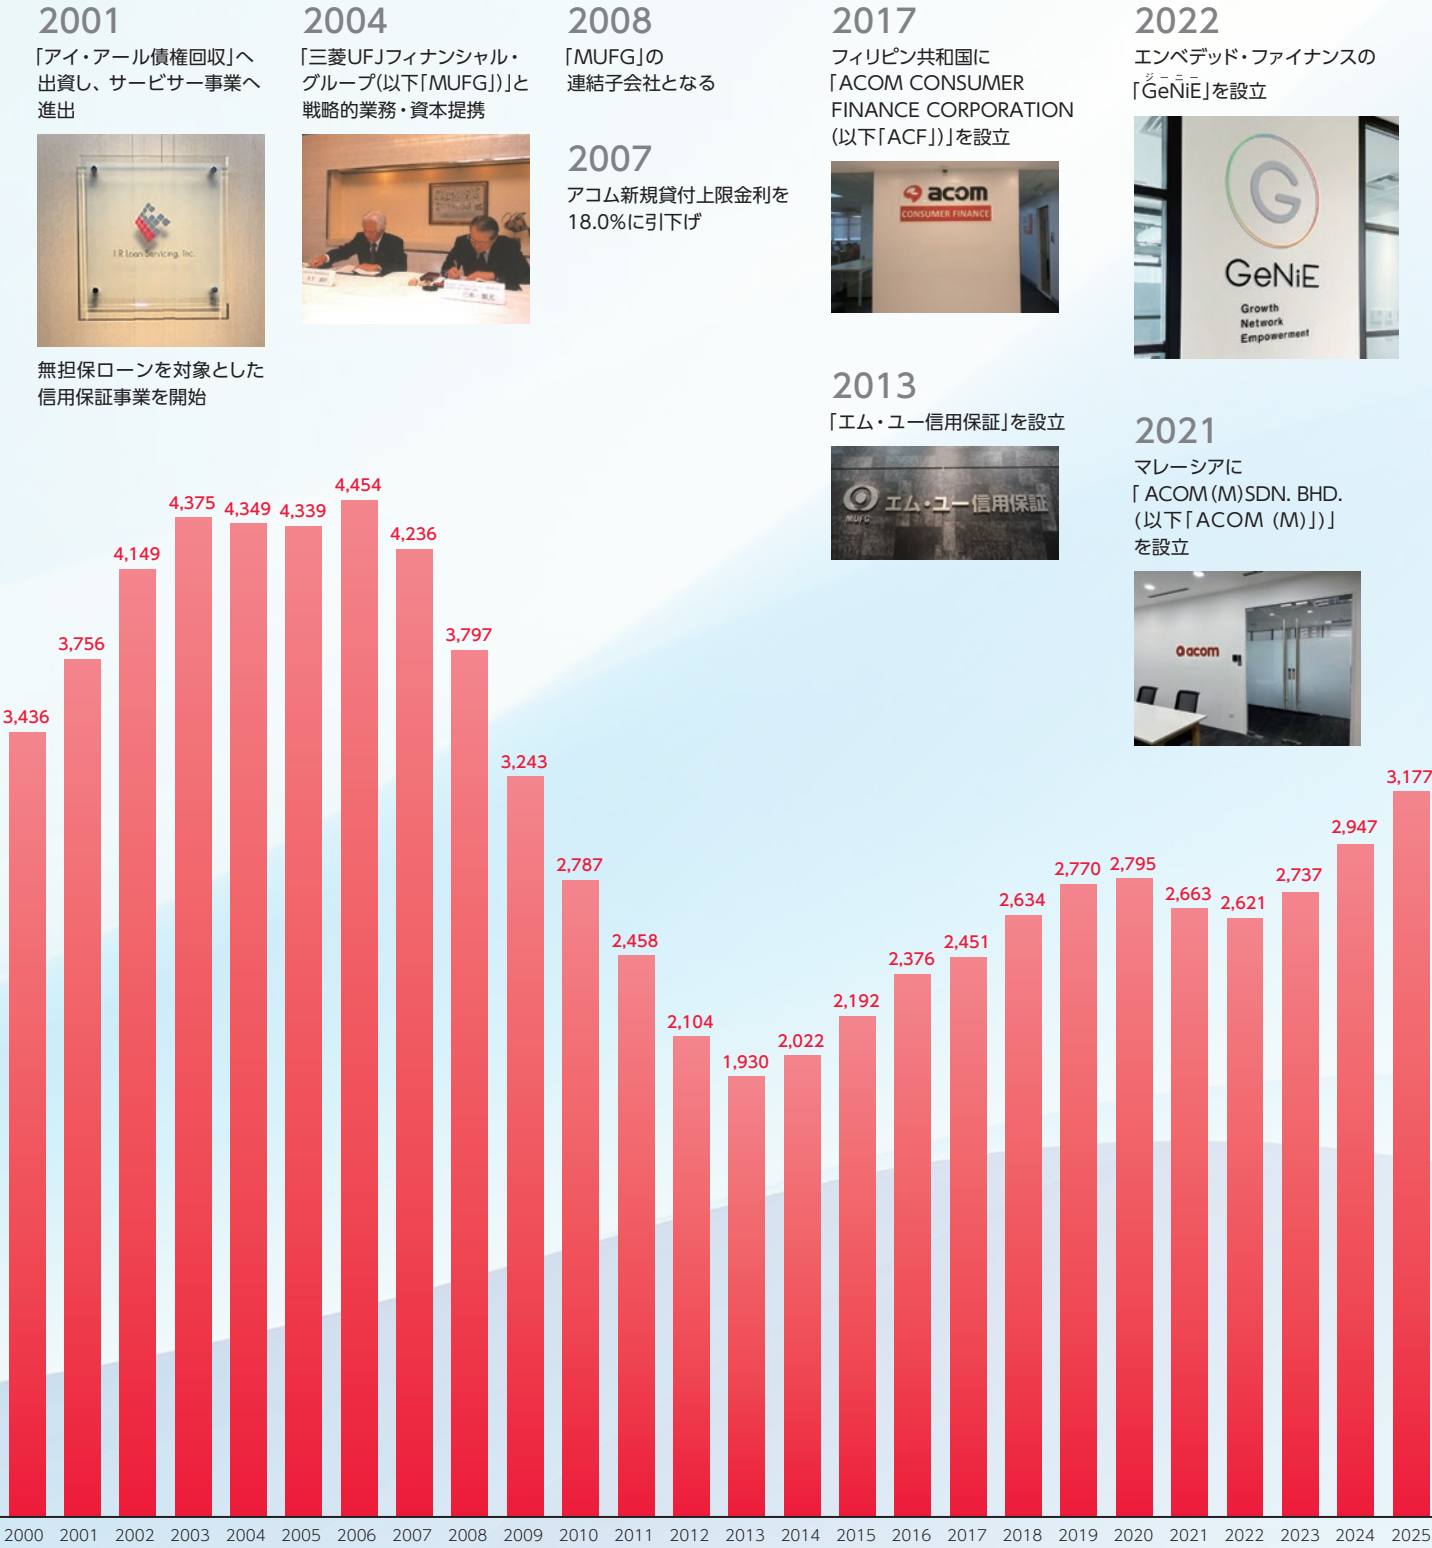 2001
「アイ・アール債権回収」へ
出資し、サービサー事業へ
進出
I R Loan Servicing, Inc.
無担保ローンを対象とした
信用保証事業を開始
2004
「三菱UFJフィナンシャル・
グループ(以下「MUFG」)」と
戦略的業務・資本提携
2008
「MUFG」の
連結子会社となる
2007
アコム新規貸付上限金利を
18.0%に引下げ
2017
フィリピン共和国に
「ACOM CONSUMER
FINANCE CORPORATION
(以下「ACF」)」を設立
acom
CONSUMER FINANCE
2013
「エム・ユー信用保証」を設立
MUFG
エム・ユー信用保証
2022
エンベデッド・ファイナンスの
ジーニー
「GeNiE」を設立
G
GeNiE
Growth
Network
Empowerment
2021
マレーシアに
「 ACOM (M)SDN. BHD.
(以下「ACOM (M)」)」
を設立
acom
3,436
3,756
4,149
4,375
4,349
4,339
4,454
4,236
3,797
3,243
2,787
2,458
2,104
1,930
2,022
2,192
2,376
2,451
2,634
2,770
2,795
2,663
2,621
2,737
2,947
3,177
2000 2001 2002 2003 2004 2005 2006 2007 2008 2009 2010 2011 2012 2013 2014 2015 2016 2017 2018 2019 2020 2021 2022 2023 2024 2025